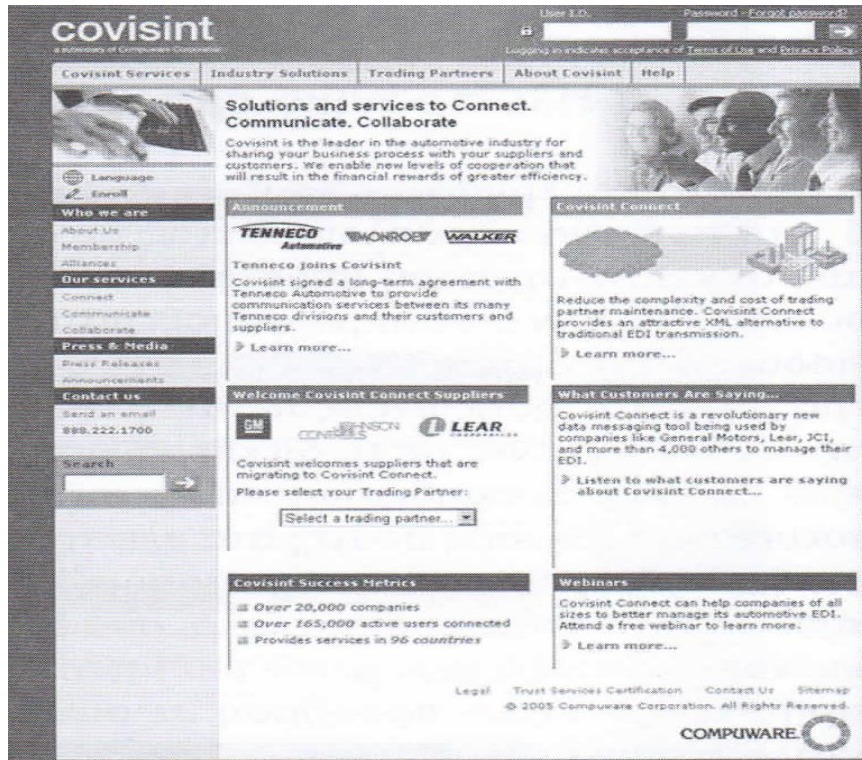 covisint
a subsidiary of Compuware Corporation
User I.D.
Password - Forgot password?
Logging in indicates acceptance of Terms of Use and Privacy Policy
Covisint Services
Industry Solutions
Trading Partners
About Covisint
Help
Solutions and services to Connect.
Communicate. Collaborate
Covisint is the leader in the automotive industry for
sharing your business process with your suppliers and
customers. We enable new levels of cooperation that
will result in the financial rewards of greater efficiency.
Language
Enroll
Who we are
About Us
Membership
Alliances
Our services
Connect
Communicate
Collaborate
Press & Media
Press Releases
Announcements
Contact us
Send an email
888.222.1700
Search
Announcement
TENNECO
Automotive
MONROE
WALKER
Tenneco joins Covisint
Covisint signed a long-term agreement with
Tenneco Automotive to provide
communication services between its many
Tenneco divisions and their customers and
suppliers.
Learn more...
Covisint Connect
Reduce the complexity and cost of trading
partner maintenance. Covisint Connect
provides an attractive XML alternative to
traditional EDI transmission.
Learn more...
Welcome Covisint Connect Suppliers
GM
JOHNSON
CONTROLS
LEAR
CORPORATION
Covisint welcomes suppliers that are
migrating to Covisint Connect.
Please select your Trading Partner:
Select a trading partner...
What Customers Are Saying...
Covisint Connect is a revolutionary new
data messaging tool being used by
companies like General Motors, Lear, JCI,
and more than 4,000 others to manage their
EDI.
Listen to what customers are saying
about Covisint Connect...
Covisint Success Metrics
Over 20,000 companies
Over 165,000 active users connected
Provides services in 96 countries
Webinars
Covisint Connect can help companies of all
sizes to better manage its automotive EDI.
Attend a free webinar to learn more.
Learn more...
Legal
Trust Services Certification
Contact Us
Sitemap
© 2005 Compuware Corporation. All Rights Reserved.
COMPUWARE